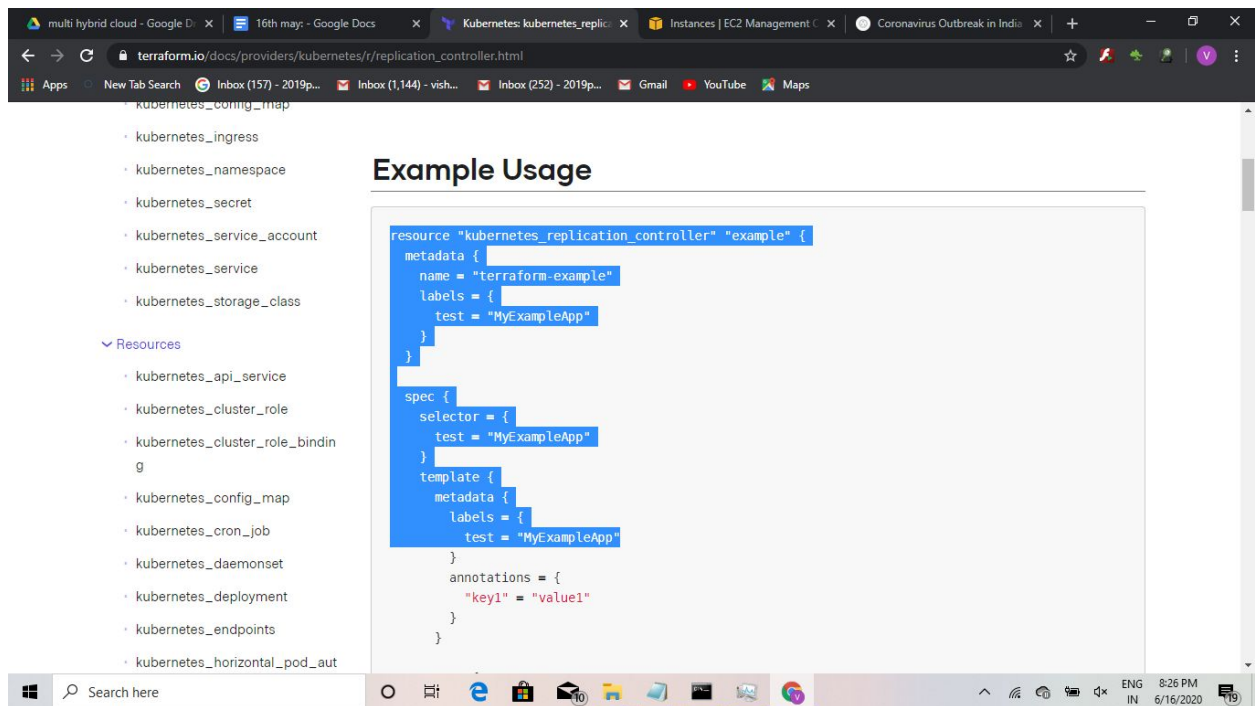 multi hybrid cloud - Google Dr
16th may: - Google Docs
Kubernetes: kubernetes_replica
Instances | EC2 Management C
Coronavirus Outbreak in India
terraform.io/docs/providers/kubernetes/r/replication_controller.html
V
Apps
New Tab Search
Inbox (157) - 2019p...
Inbox (1,144) - vish...
Inbox (252) - 2019p...
Gmail
YouTube
Maps
kubernetes_config_map
kubernetes_ingress
kubernetes_namespace
kubernetes_secret
kubernetes_service_account
kubernetes_service
kubernetes_storage_class
Resources
kubernetes_api_service
kubernetes_cluster_role
kubernetes_cluster_role_bindin
g
kubernetes_config_map
kubernetes_cron_job
kubernetes_daemonset
kubernetes_deployment
kubernetes_endpoints
kubernetes_horizontal_pod_aut
Example Usage
resource "kubernetes_replication_controller" "example" {
metadata {
name = "terraform-example"
labels = {
test = "MyExampleApp"
}
}
spec {
selector = {
test = "MyExampleApp"
}
template {
metadata {
labels = {
test = "MyExampleApp"
}
annotations = {
"key1" = "value1"
}
}
Search here
10
ENG
IN
8:26 PM
6/16/2020
19